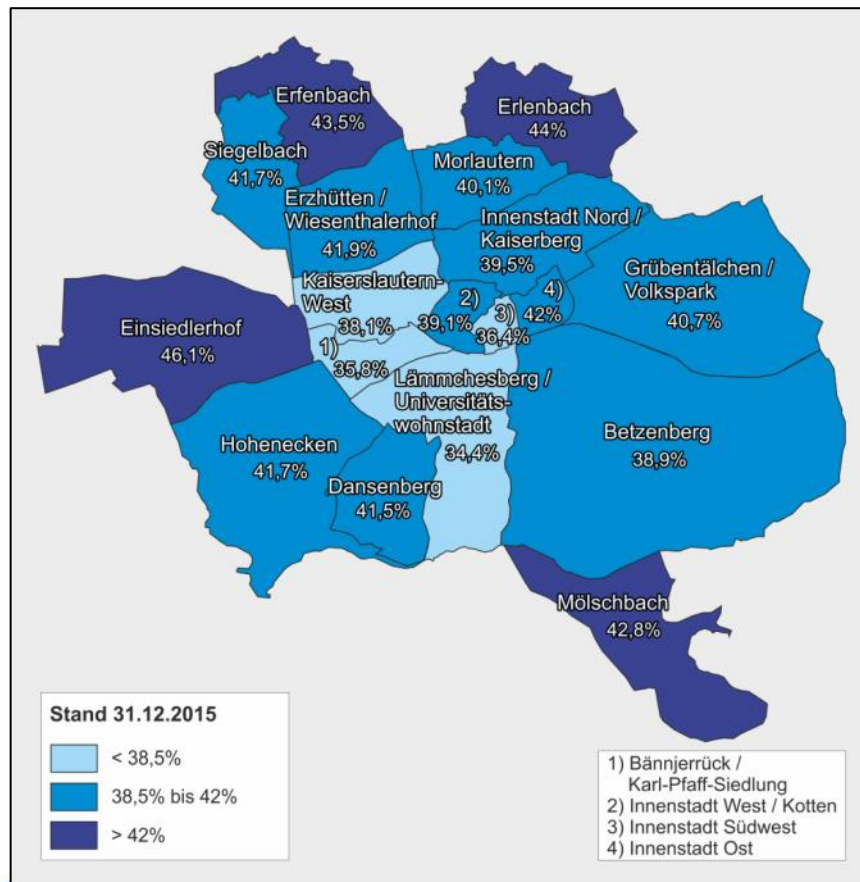 Erfenbach
43,5%
Erlenbach
44%
Siegelbach
41,7%
Morlautern
40,1%
Erzhütten /
Wiesenthalerhof
41,9%
Innenstadt Nord /
Kaiserberg
39,5%
Grübentälchen /
Volkspark
40,7%
Kaiserslautern-
West
38,1%
2)
39,1%
3)
36,4%
4)
42%
Einsiedlerhof
46,1%
1)
35,8%
Lämmchesberg /
Universitäts-
wohnstadt
34,4%
Betzenberg
38,9%
Hohenecken
41,7%
Dansenberg
41,5%
Mölschbach
42,8%
Stand 31.12.2015
< 38,5%
38,5% bis 42%
> 42%
1) Bännjerrück /
Karl-Pfaff-Siedlung
2) Innenstadt West / Kotten
3) Innenstadt Südwest
4) Innenstadt Ost